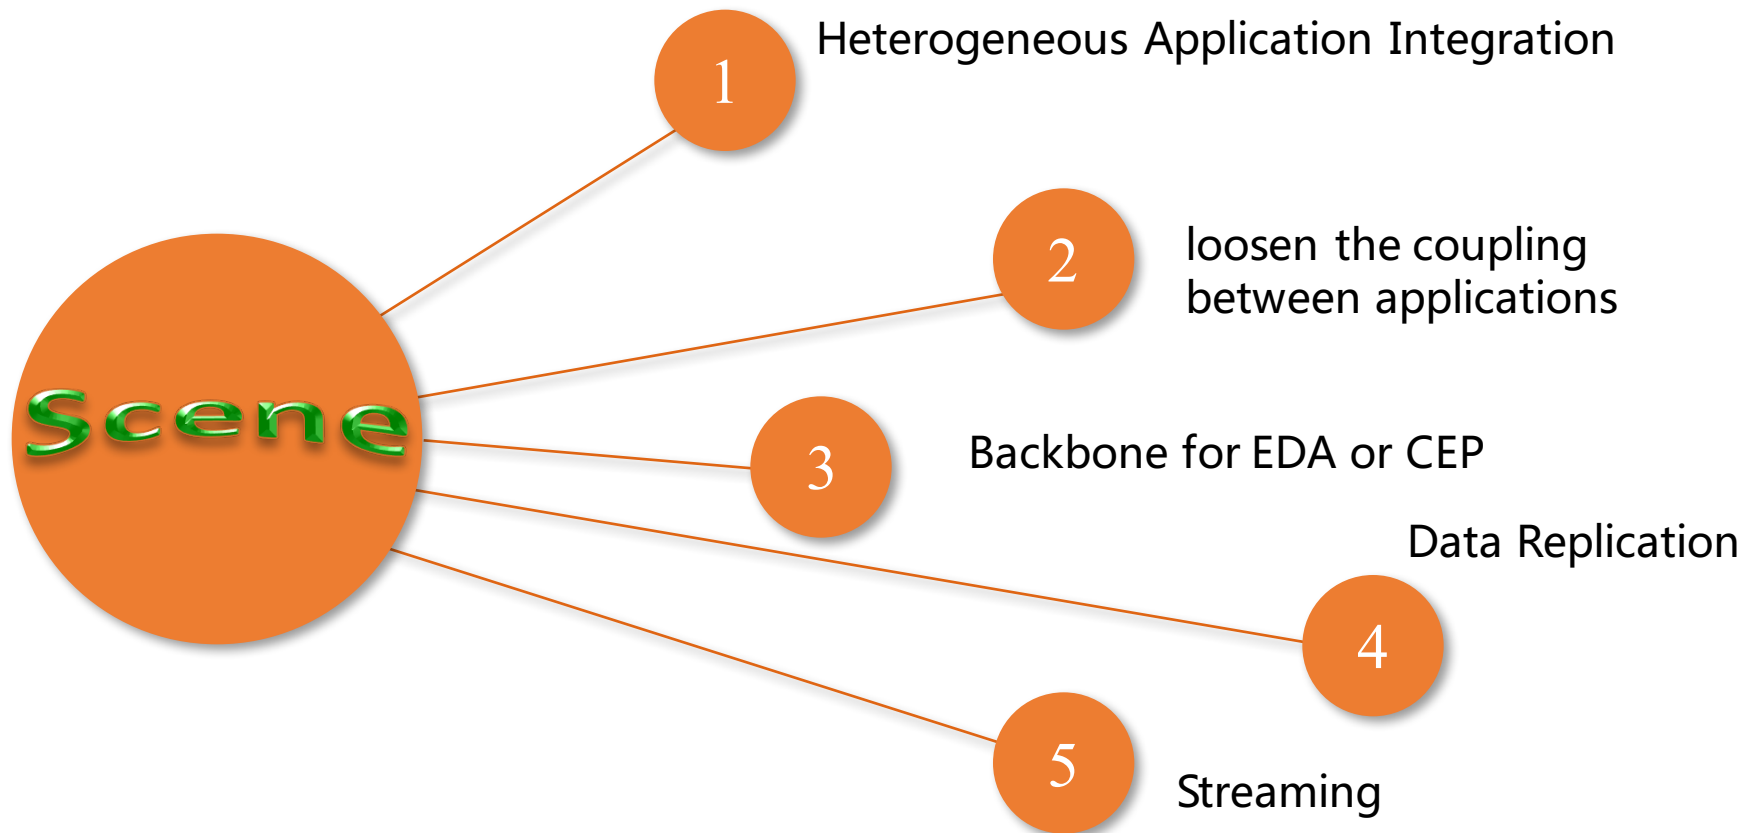 Scene
1
Heterogeneous Application Integration
2
loosen the coupling
between applications
3
Backbone for EDA or CEP
4
Data Replication
5
Streaming